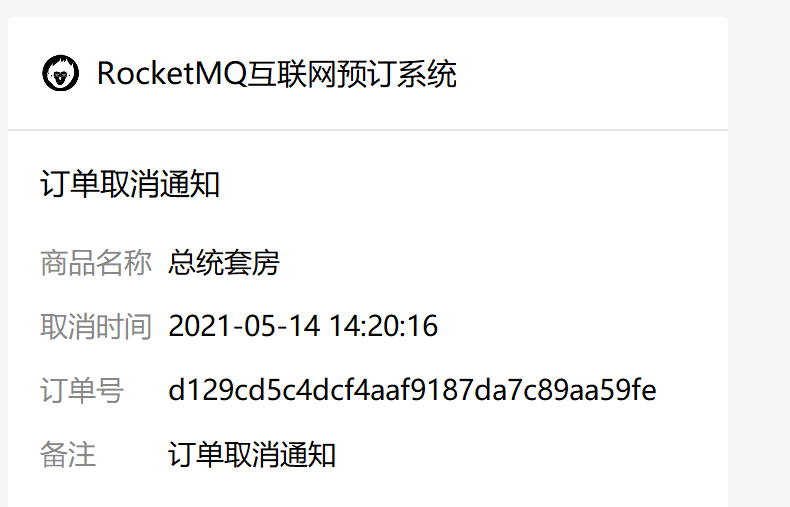 RocketMQ互联网预订系统
订单取消通知
商品名称 总统套房
取消时间 2021-05-14 14:20:16
订单号 d129cd5c4dcf4aaf9187da7c89aa59fe
备注 订单取消通知